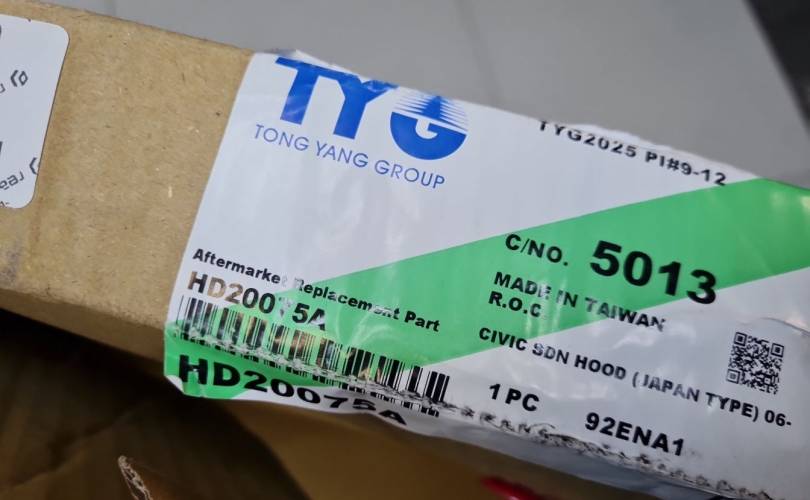 TYG
TONG YANG GROUP
TYG2025 PI#9-12
C/NO. 5013
MADE IN TAIWAN
R.O.C
Aftermarket Replacement Part
HD20075A
HD20075A
CIVIC SDN HOOD (JAPAN TYPE) 06-
1 PC
92ENA1